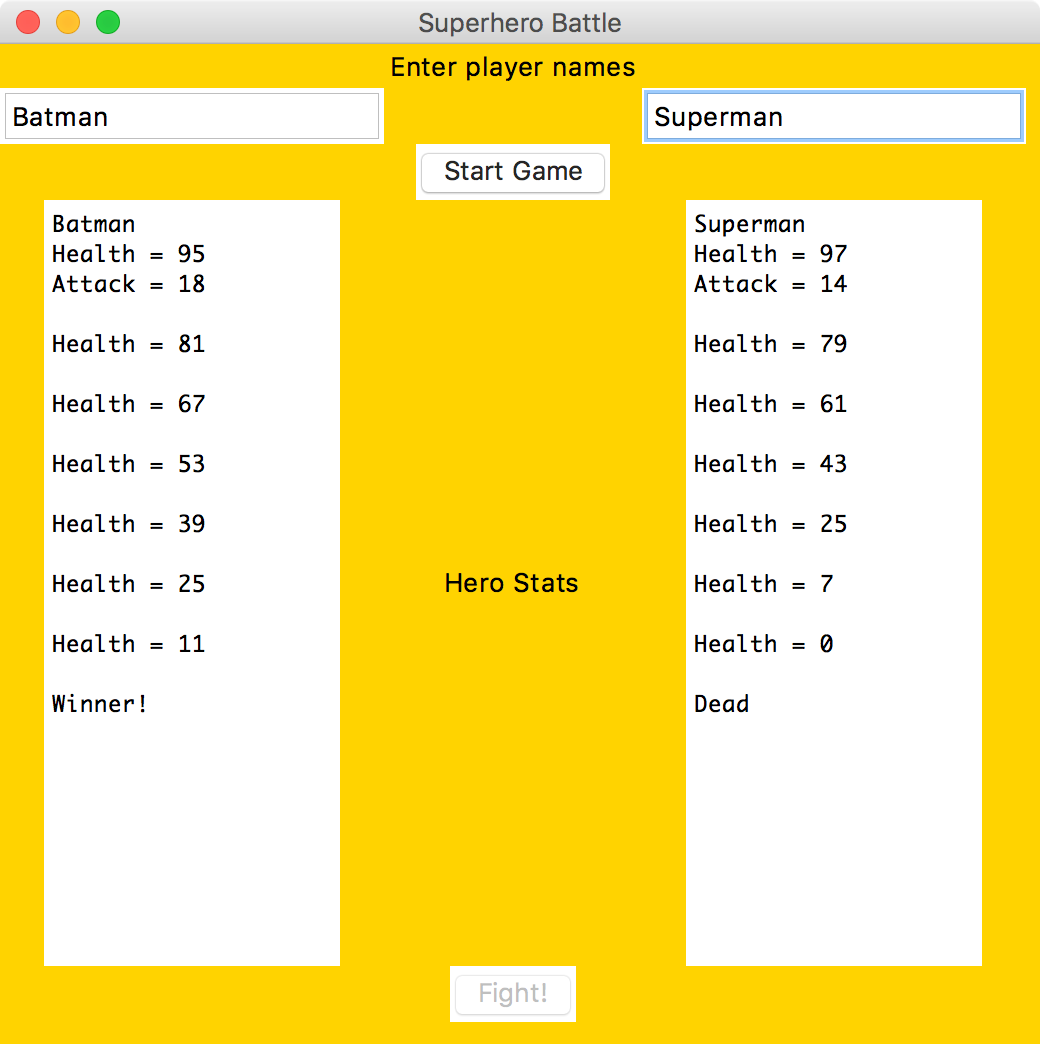 Superhero Battle
Enter player names
Batman
Superman
Start Game
Batman
Health = 95
Attack = 18
Health = 81
Health = 67
Health = 53
Health = 39
Health = 25
Health = 11
Winner!
Hero Stats
Superman
Health = 97
Attack = 14
Health = 79
Health = 61
Health = 43
Health = 25
Health = 7
Health = 0
Dead
Fight!